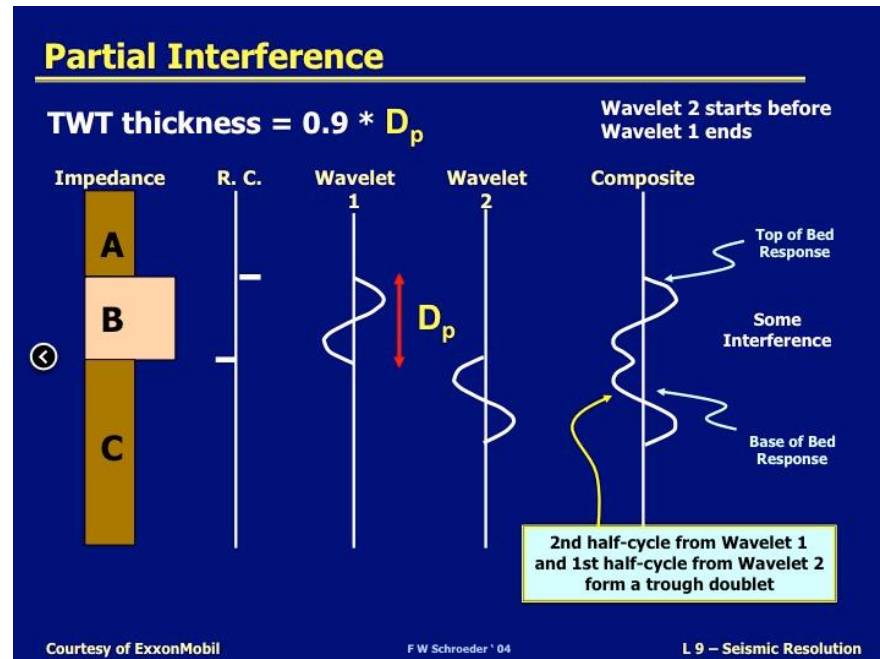 Partial Interference
TWT thickness = 0.9 * Dp
Wavelet 2 starts before
Wavelet 1 ends
Impedance
R. C.
Wavelet
1
Wavelet
2
Composite
A
B
C
Dp
Top of Bed
Response
Some
Interference
Base of Bed
Response
2nd half-cycle from Wavelet 1
and 1st half-cycle from Wavelet 2
form a trough doublet
Courtesy of ExxonMobil
F W Schroeder ‘ 04
L 9 – Seismic Resolution